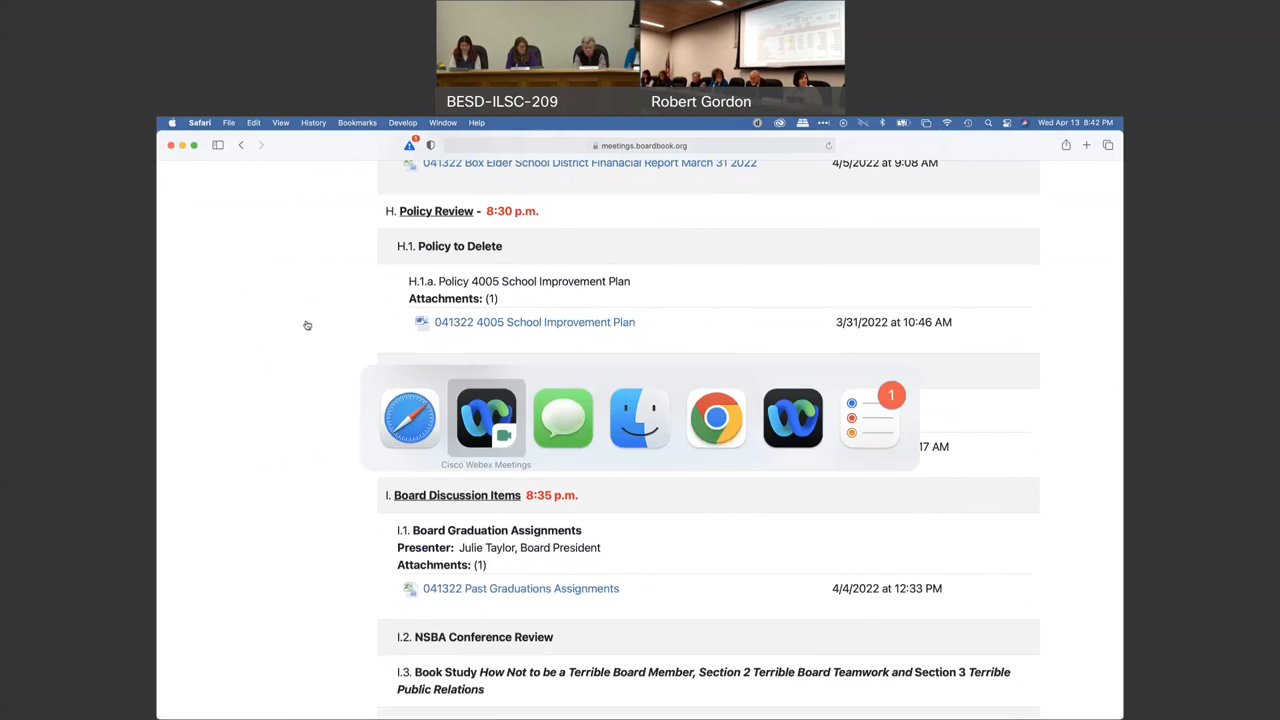 BESD-ILSC-209
Robert Gordon
Safari File Edit View History Bookmarks Develop Window Help
Wed Apr 13 8:42 PM
1
meetings.boardbook.org
041322 Box Elder School District Finanacial Report March 31 2022
4/5/2022 at 9:08 AM
H. Policy Review - 8:30 p.m.
H.1. Policy to Delete
H.1.a. Policy 4005 School Improvement Plan
Attachments: (1)
041322 4005 School Improvement Plan
3/31/2022 at 10:46 AM
1
17 AM
Cisco Webex Meetings
I. Board Discussion Items 8:35 p.m.
I.1. Board Graduation Assignments
Presenter: Julie Taylor, Board President
Attachments: (1)
041322 Past Graduations Assignments
4/4/2022 at 12:33 PM
I.2. NSBA Conference Review
I.3. Book Study How Not to be a Terrible Board Member, Section 2 Terrible Board Teamwork and Section 3 Terrible
Public Relations